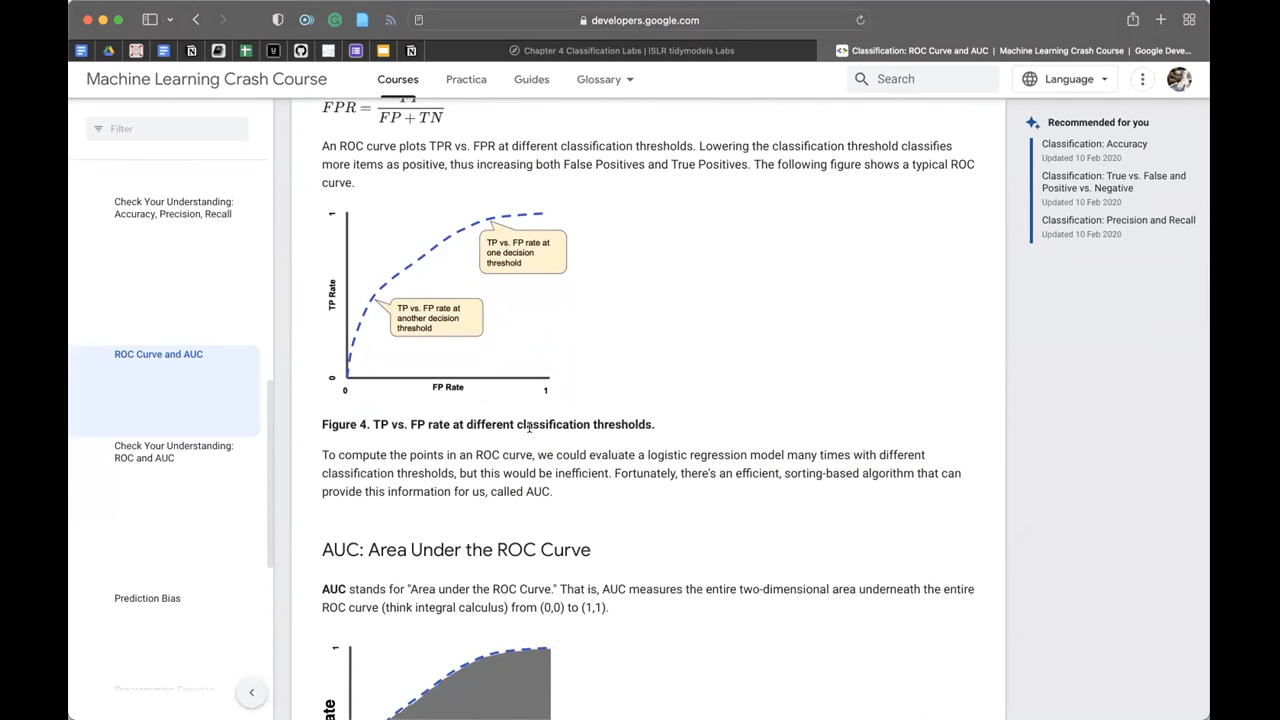 developers.google.com
Chapter 4 Classification Labs | ISLR tidymodels Labs
Classification: ROC Curve and AUC | Machine Learning Crash Course | Google Deve...
Machine Learning Crash Course
Courses
Practica
Guides
Glossary
Search
Language
Filter
Check Your Understanding:
Accuracy, Precision, Recall
ROC Curve and AUC
Check Your Understanding:
ROC and AUC
Prediction Bias
FPR =
FP + TN
An ROC curve plots TPR vs. FPR at different classification thresholds. Lowering the classification threshold classifies
more items as positive, thus increasing both False Positives and True Positives. The following figure shows a typical ROC
curve.
1
TP Rate
0
TP vs. FP rate at
one decision
threshold
TP vs. FP rate at
another decision
threshold
0
FP Rate
1
Figure 4. TP vs. FP rate at different classification thresholds.
To compute the points in an ROC curve, we could evaluate a logistic regression model many times with different
classification thresholds, but this would be inefficient. Fortunately, there's an efficient, sorting-based algorithm that can
provide this information for us, called AUC.
AUC: Area Under the ROC Curve
AUC stands for "Area under the ROC Curve." That is, AUC measures the entire two-dimensional area underneath the entire
ROC curve (think integral calculus) from (0,0) to (1,1).
1
ate
Recommended for you
Classification: Accuracy
Updated 10 Feb 2020
Classification: True vs. False and
Positive vs. Negative
Updated 10 Feb 2020
Classification: Precision and Recall
Updated 10 Feb 2020